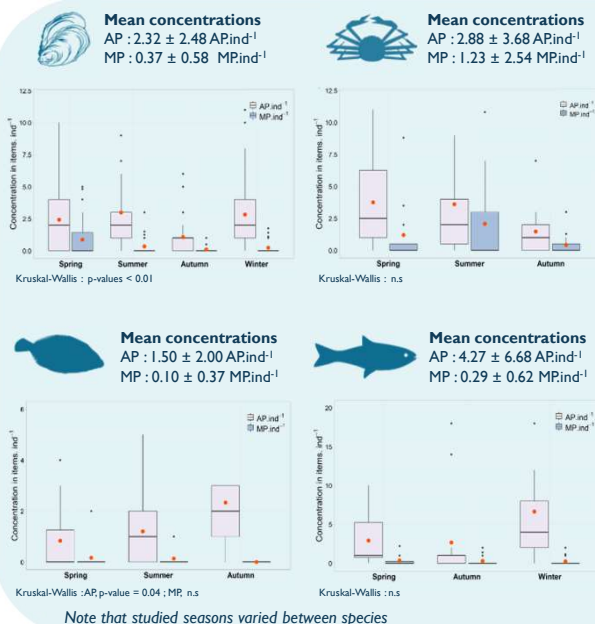 Mean concentrations
AP : 2.32 ± 2.48 AP.ind-1
MP : 0.37 ± 0.58 MP.ind-1
Mean concentrations
AP : 2.88 ± 3.68 AP.ind-1
MP : 1.23 ± 2.54 MP.ind-1
Concentration in items. ind-1
12.5
10.0
7.5
5.0
2.5
0.0
AP.ind-1
MP.ind-1
Spring Summer Autumn Winter
Kruskal-Wallis : p-values < 0.01
Concentration in items. ind-1
12.5
10.0
7.5
5.0
2.5
0.0
AP.ind-1
MP.ind-1
Spring Summer Autumn
Kruskal-Wallis : n.s
Mean concentrations
AP : 1.50 ± 2.00 AP.ind-1
MP : 0.10 ± 0.37 MP.ind-1
Mean concentrations
AP : 4.27 ± 6.68 AP.ind-1
MP : 0.29 ± 0.62 MP.ind-1
Concentration in items. ind-1
6
4
2
0
AP.ind-1
MP.ind-1
Spring Summer Autumn
Kruskal-Wallis :AP, p-value = 0.04 ; MP, n.s
Concentration in items. ind-1
20
15
10
5
0
AP.ind-1
MP.ind-1
Spring Autumn Winter
Kruskal-Wallis : n.s
Note that studied seasons varied between species